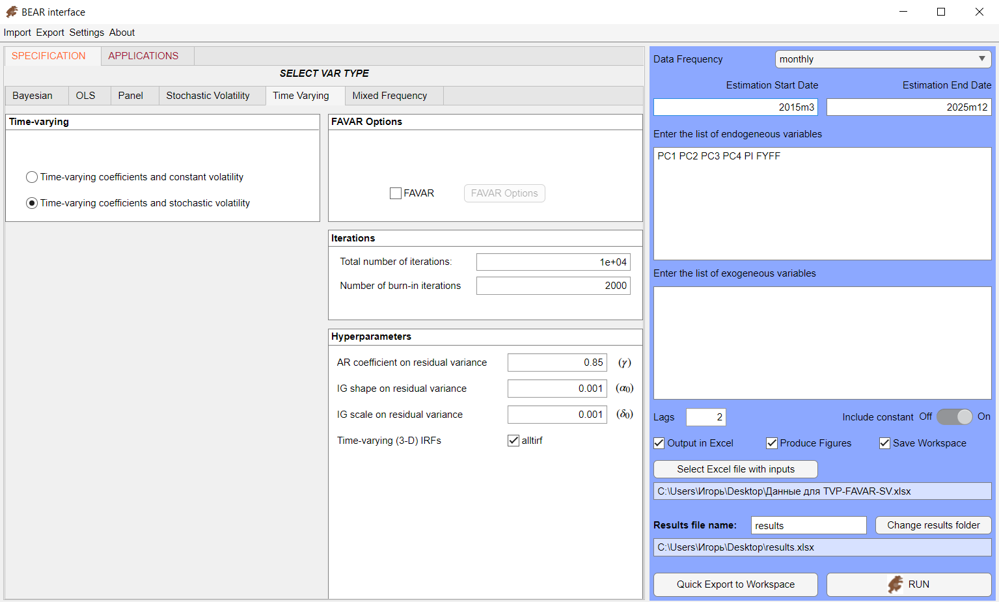 BEAR interface
Import Export Settings About
SPECIFICATION APPLICATIONS
SELECT VAR TYPE
Bayesian OLS Panel Stochastic Volatility Time Varying Mixed Frequency
Time-varying
Time-varying coefficients and constant volatility
Time-varying coefficients and stochastic volatility
FAVAR Options
FAVAR FAVAR Options
Iterations
Total number of iterations: 1e+04
Number of burn-in iterations 2000
Hyperparameters
AR coefficient on residual variance 0.85 (γ)
IG shape on residual variance 0.001 (α0)
IG scale on residual variance 0.001 (δ0)
Time-varying (3-D) IRFs alltirf
Data Frequency monthly
Estimation Start Date Estimation End Date
2015m3 2025m12
Enter the list of endogeneous variables
PC1 PC2 PC3 PC4 PI FYFF
Enter the list of exogeneous variables
Lags 2 Include constant Off On
Output in Excel Produce Figures Save Workspace
Select Excel file with inputs
C:\Users\Игорь\Desktop\Данные для TVP-FAVAR-SV.xlsx
Results file name: results Change results folder
C:\Users\Игорь\Desktop\results.xlsx
Quick Export to Workspace RUN